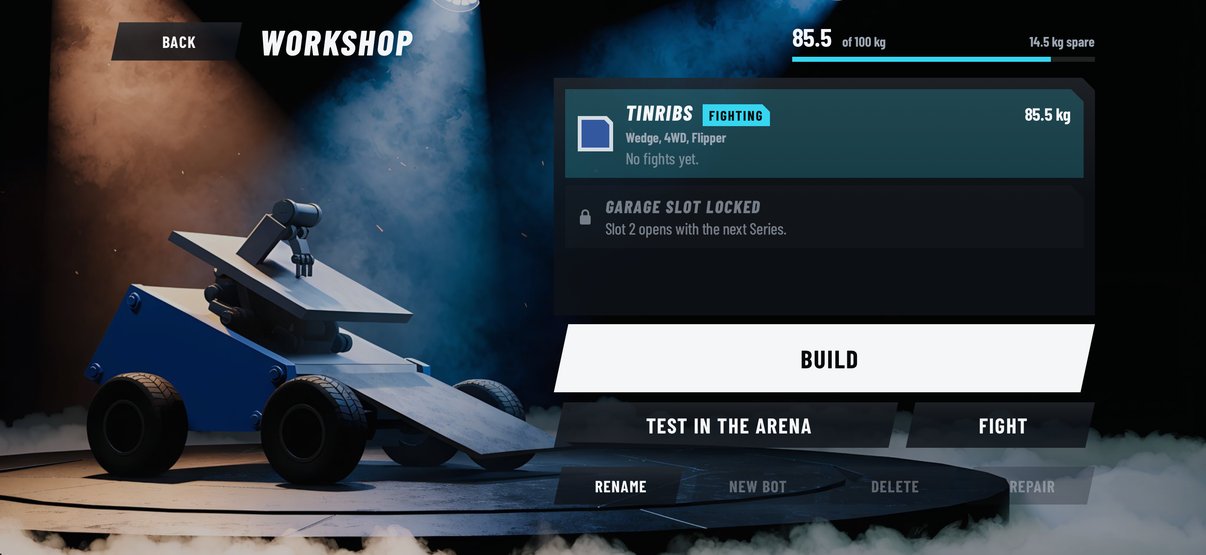 BACK
WORKSHOP
85.5 of 100 kg
14.5 kg spare
TINRIBS
FIGHTING
85.5 kg
Wedge, 4WD, Flipper
No fights yet.
GARAGE SLOT LOCKED
Slot 2 opens with the next Series.
BUILD
TEST IN THE ARENA
FIGHT
RENAME
NEW BOT
DELETE
REPAIR